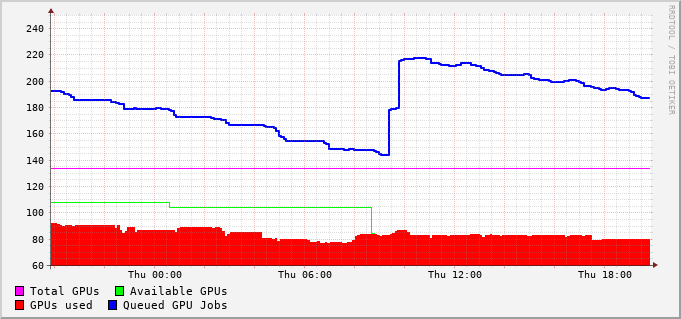 RRDTOOL / TOBI OETIKER
240
220
200
180
160
140
120
100
80
60
Thu 00:00 Thu 06:00 Thu 12:00 Thu 18:00
Total GPUs Available GPUs
GPUs used Queued GPU Jobs